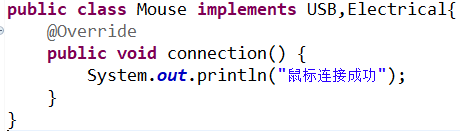 public class Mouse implements USB,Electrical{
    @Override
    public void connection() {
        System.out.println("鼠标连接成功");
    }
}